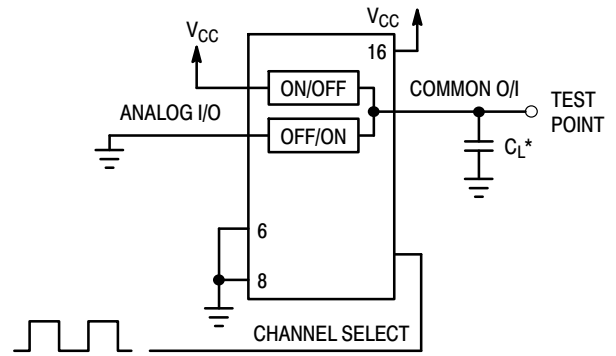 VCC
16
VCC
ON/OFF
COMMON O/I
TEST
POINT
ANALOG I/O
OFF/ON
CL*
6
8
CHANNEL SELECT